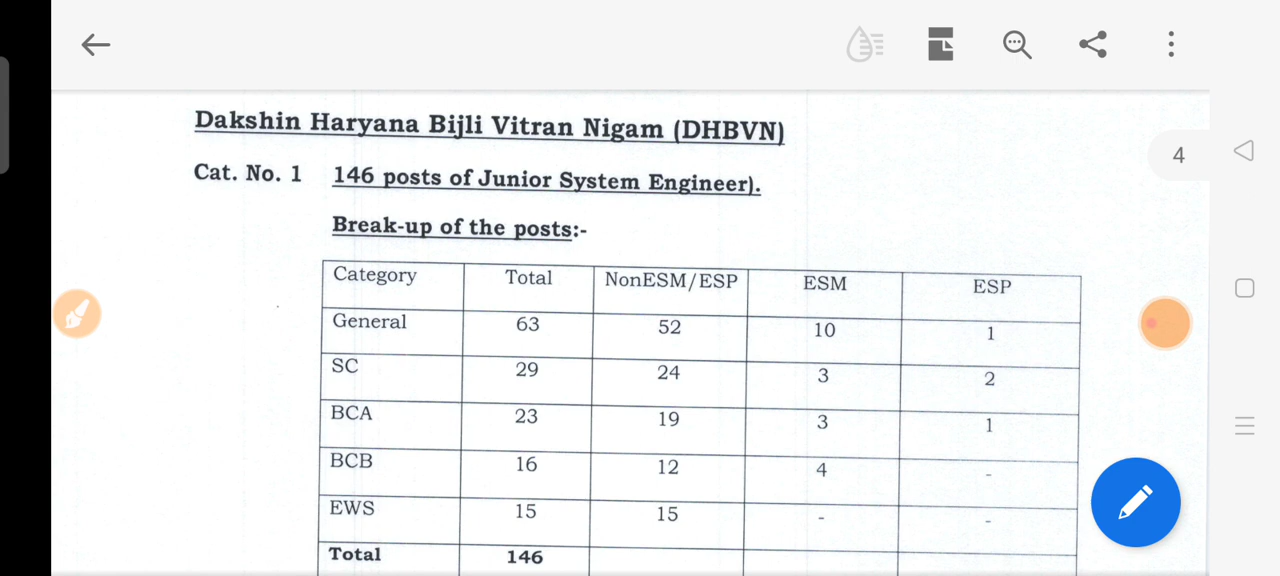 4
Dakshin Haryana Bijli Vitran Nigam (DHBVN)
Cat. No. 1 146 posts of Junior System Engineer).
Break-up of the posts:-
Category Total NonESM/ESP ESM ESP
General 63 52 10 1
SC 29 24 3 2
BCA 23 19 3 1
BCB 16 12 4 -
EWS 15 15 - -
Total 146